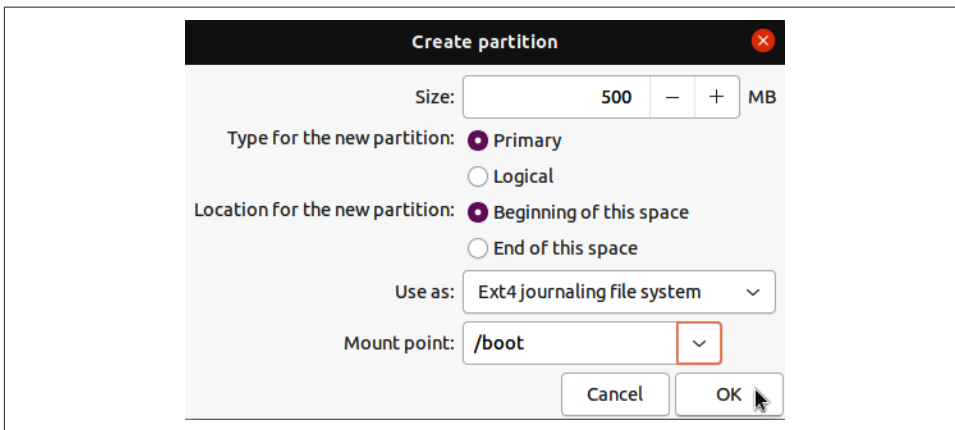 Create partition
Size: 500 − + MB
Type for the new partition: Primary
Logical
Location for the new partition: Beginning of this space
End of this space
Use as: Ext4 journaling file system
Mount point: /boot
Cancel OK